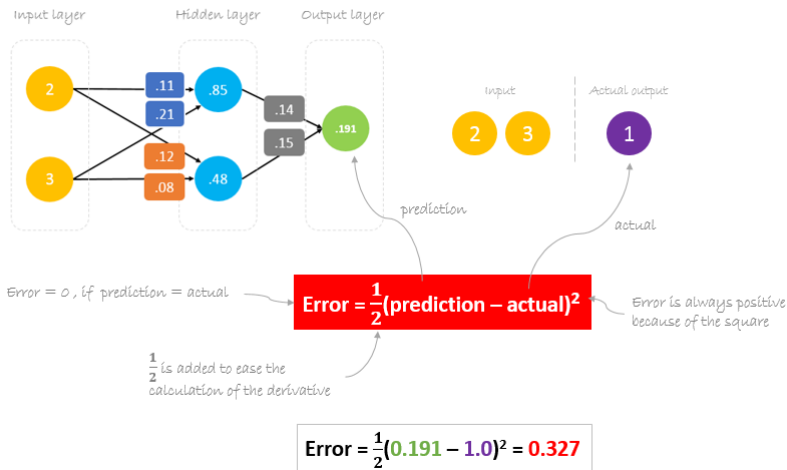 Input layer
Hidden layer
Output layer
2
.11
.85
.21
.14
.191
.12
.15
3
.08
.48
Input
Actual output
2 3
1
prediction
actual
Error = 0 , if prediction = actual
Error = 1/2(prediction – actual)²
Error is always positive
because of the square
1/2 is added to ease the
calculation of the derivative
Error = 1/2(0.191 – 1.0)² = 0.327